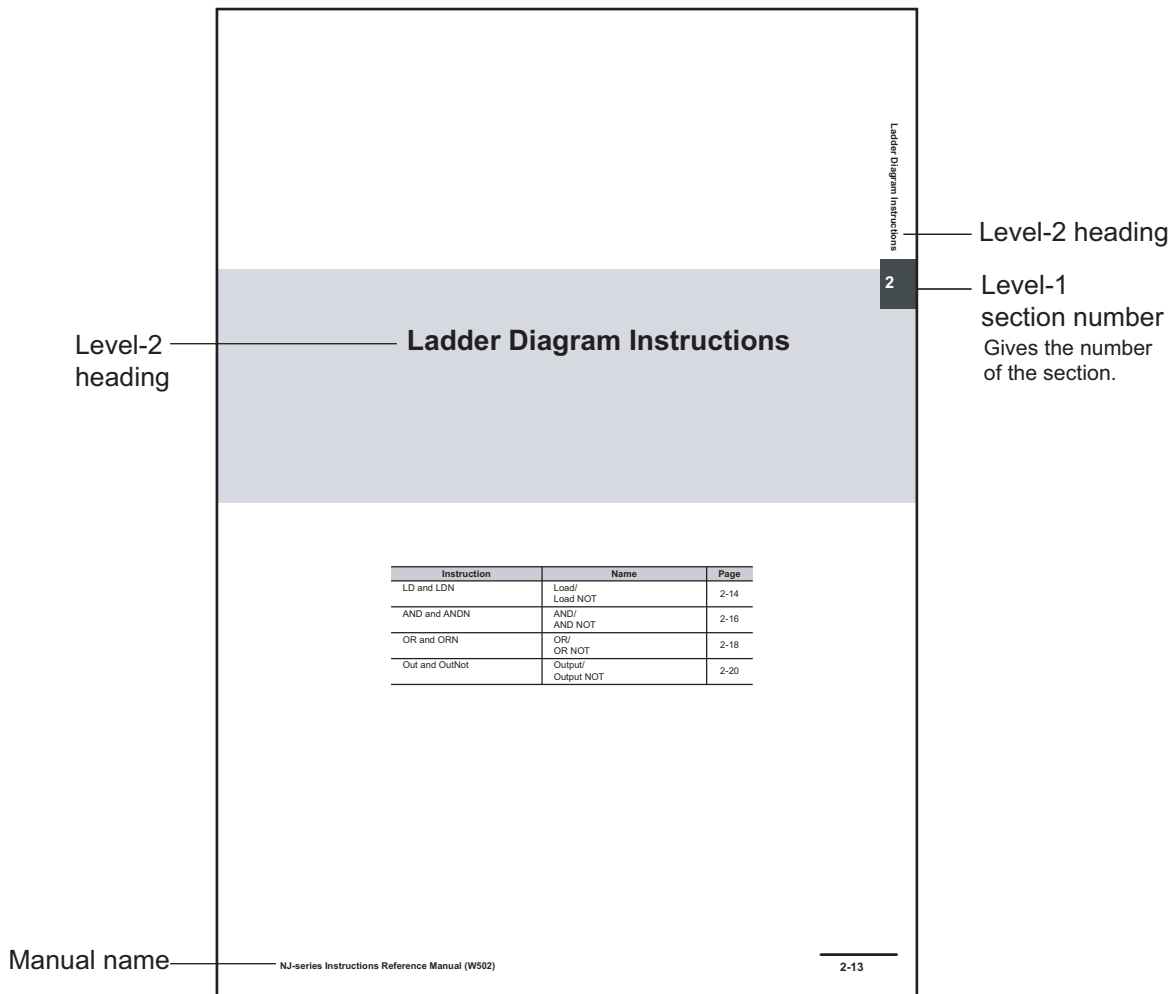 Ladder Diagram Instructions
Level-2 heading
2
Level-1
section number
Gives the number
of the section.
Level-2
heading
Ladder Diagram Instructions
Instruction Name Page
LD and LDN Load/
Load NOT 2-14
AND and ANDN AND/
AND NOT 2-16
OR and ORN OR/
OR NOT 2-18
Out and OutNot Output/
Output NOT 2-20
Manual name
NJ-series Instructions Reference Manual (W502)
2-13